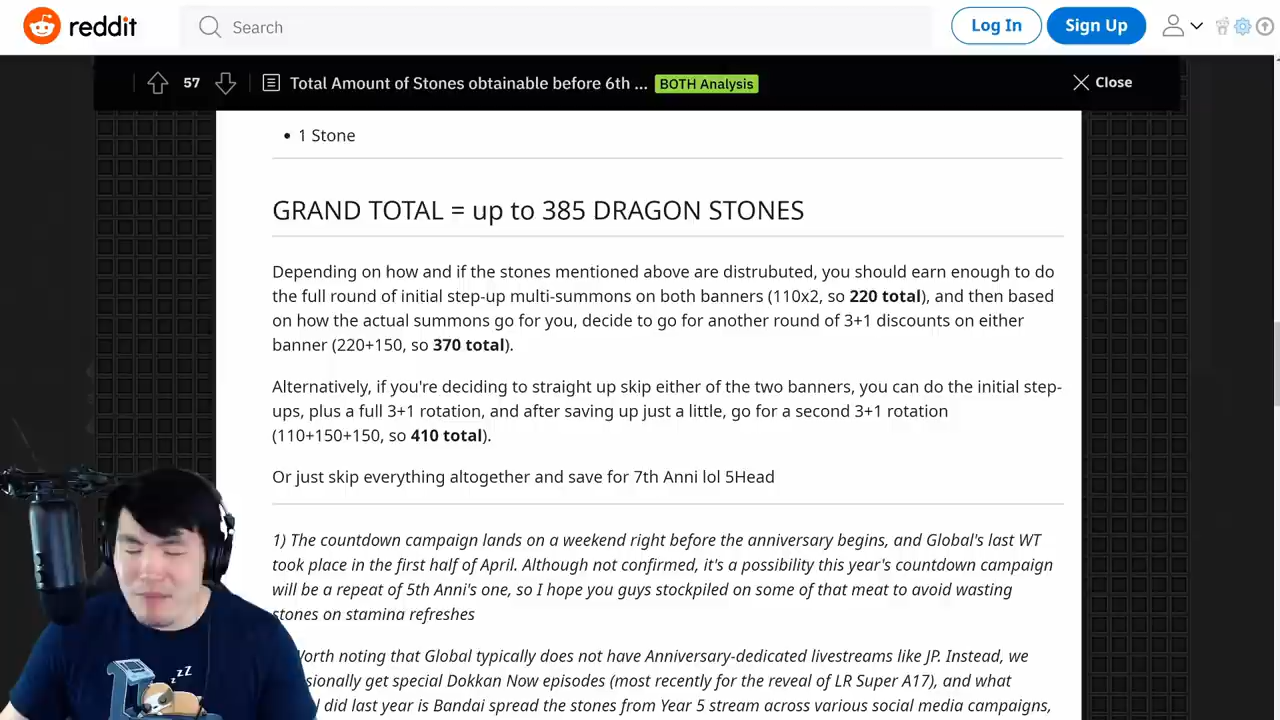 reddit
Search
Log In
Sign Up
57
Total Amount of Stones obtainable before 6th ...
BOTH Analysis
Close
• 1 Stone
GRAND TOTAL = up to 385 DRAGON STONES
Depending on how and if the stones mentioned above are distrubuted, you should earn enough to do
the full round of initial step-up multi-summons on both banners (110x2, so 220 total), and then based
on how the actual summons go for you, decide to go for another round of 3+1 discounts on either
banner (220+150, so 370 total).
Alternatively, if you're deciding to straight up skip either of the two banners, you can do the initial step-
ups, plus a full 3+1 rotation, and after saving up just a little, go for a second 3+1 rotation
(110+150+150, so 410 total).
Or just skip everything altogether and save for 7th Anni lol 5Head
1) The countdown campaign lands on a weekend right before the anniversary begins, and Global's last WT
took place in the first half of April. Although not confirmed, it's a possibility this year's countdown campaign
will be a repeat of 5th Anni's one, so I hope you guys stockpiled on some of that meat to avoid wasting
stones on stamina refreshes
Worth noting that Global typically does not have Anniversary-dedicated livestreams like JP. Instead, we
get special Dokkan Now episodes (most recently for the reveal of LR Super A17), and what
did last year is Bandai spread the stones from Year 5 stream across various social media campaigns,
zzz